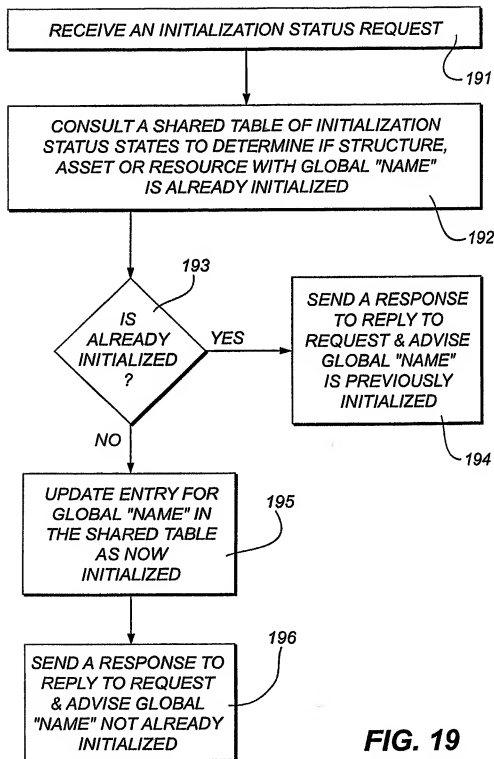 RECEIVE AN INITIALIZATION STATUS REQUEST
191
CONSULT A SHARED TABLE OF INITIALIZATION
STATUS STATES TO DETERMINE IF STRUCTURE,
ASSET OR RESOURCE WITH GLOBAL "NAME"
IS ALREADY INITIALIZED
192
193
IS
ALREADY
INITIALIZED
?
YES
SEND A RESPONSE
TO REPLY TO
REQUEST & ADVISE
GLOBAL "NAME"
IS PREVIOUSLY
INITIALIZED
194
NO
UPDATE ENTRY FOR
GLOBAL "NAME" IN
THE SHARED TABLE
AS NOW
INITIALIZED
195
SEND A RESPONSE TO
REPLY TO REQUEST
& ADVISE GLOBAL
"NAME" NOT ALREADY
INITIALIZED
196
FIG. 19